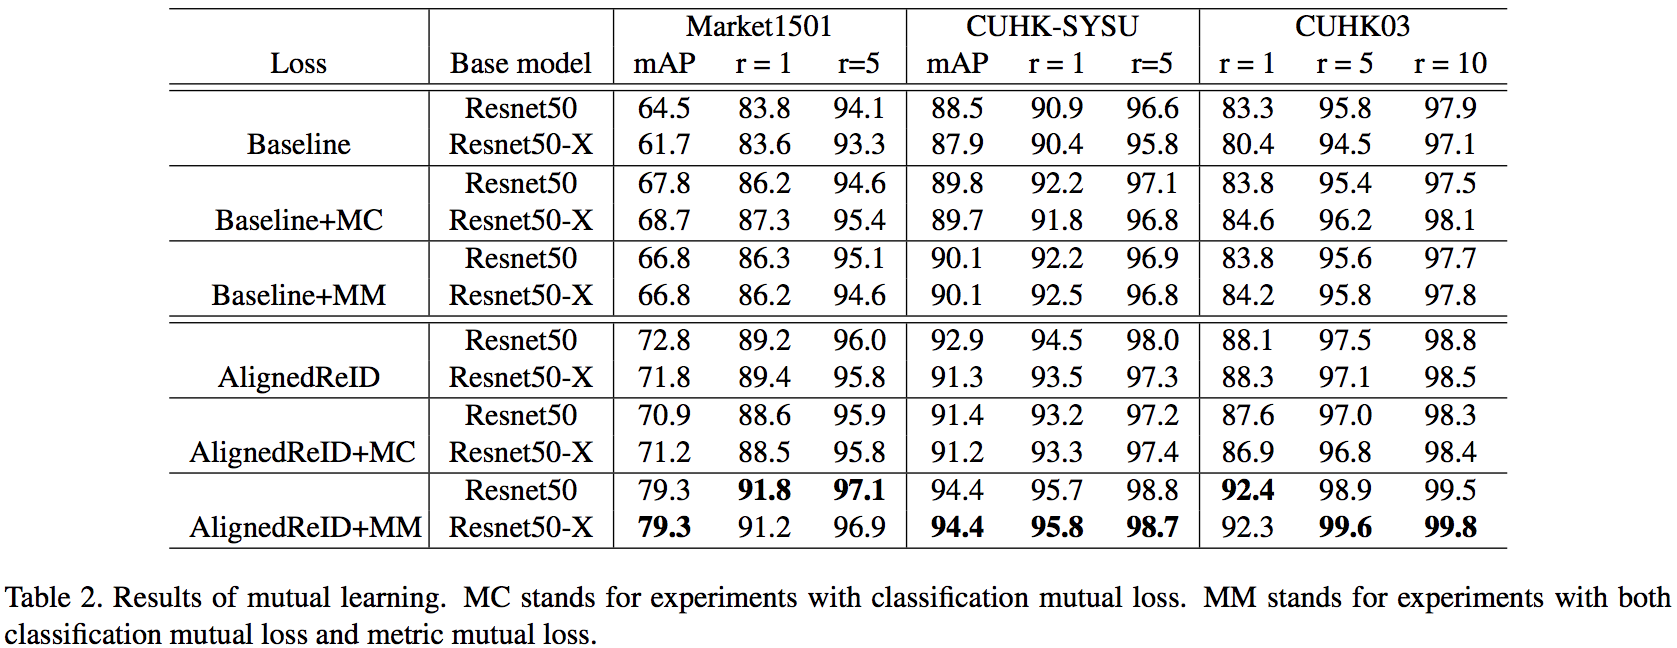 Market1501 CUHK-SYSU CUHK03
Loss Base model mAP r = 1 r=5 mAP r = 1 r=5 r = 1 r = 5 r = 10
Resnet50 64.5 83.8 94.1 88.5 90.9 96.6 83.3 95.8 97.9
Baseline Resnet50-X 61.7 83.6 93.3 87.9 90.4 95.8 80.4 94.5 97.1
Resnet50 67.8 86.2 94.6 89.8 92.2 97.1 83.8 95.4 97.5
Baseline+MC Resnet50-X 68.7 87.3 95.4 89.7 91.8 96.8 84.6 96.2 98.1
Resnet50 66.8 86.3 95.1 90.1 92.2 96.9 83.8 95.6 97.7
Baseline+MM Resnet50-X 66.8 86.2 94.6 90.1 92.5 96.8 84.2 95.8 97.8
Resnet50 72.8 89.2 96.0 92.9 94.5 98.0 88.1 97.5 98.8
AlignedReID Resnet50-X 71.8 89.4 95.8 91.3 93.5 97.3 88.3 97.1 98.5
Resnet50 70.9 88.6 95.9 91.4 93.2 97.2 87.6 97.0 98.3
AlignedReID+MC Resnet50-X 71.2 88.5 95.8 91.2 93.3 97.4 86.9 96.8 98.4
Resnet50 79.3 91.8 97.1 94.4 95.7 98.8 92.4 98.9 99.5
AlignedReID+MM Resnet50-X 79.3 91.2 96.9 94.4 95.8 98.7 92.3 99.6 99.8
Table 2. Results of mutual learning. MC stands for experiments with classification mutual loss. MM stands for experiments with both
classification mutual loss and metric mutual loss.